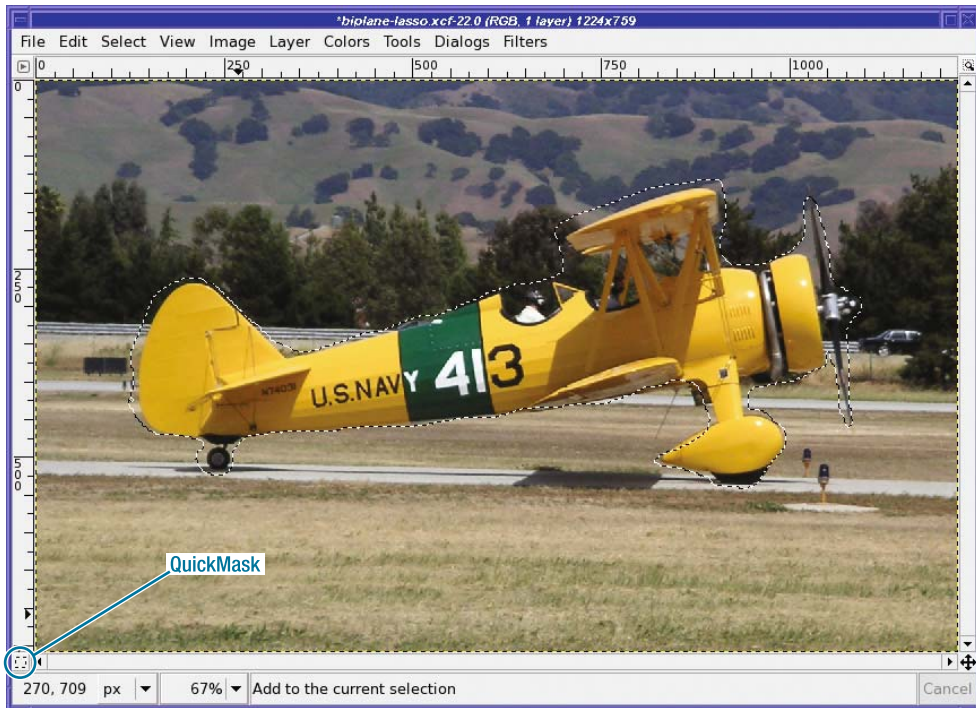 *biplane-lasso.xcf-22.0 (RGB, 1 layer) 1224x759
File Edit Select View Image Layer Colors Tools Dialogs Filters
0 250 500 750 1000
0
250
500
N74031
U.S.NAVY 413
QuickMask
270, 709 px 67% Add to the current selection Cancel